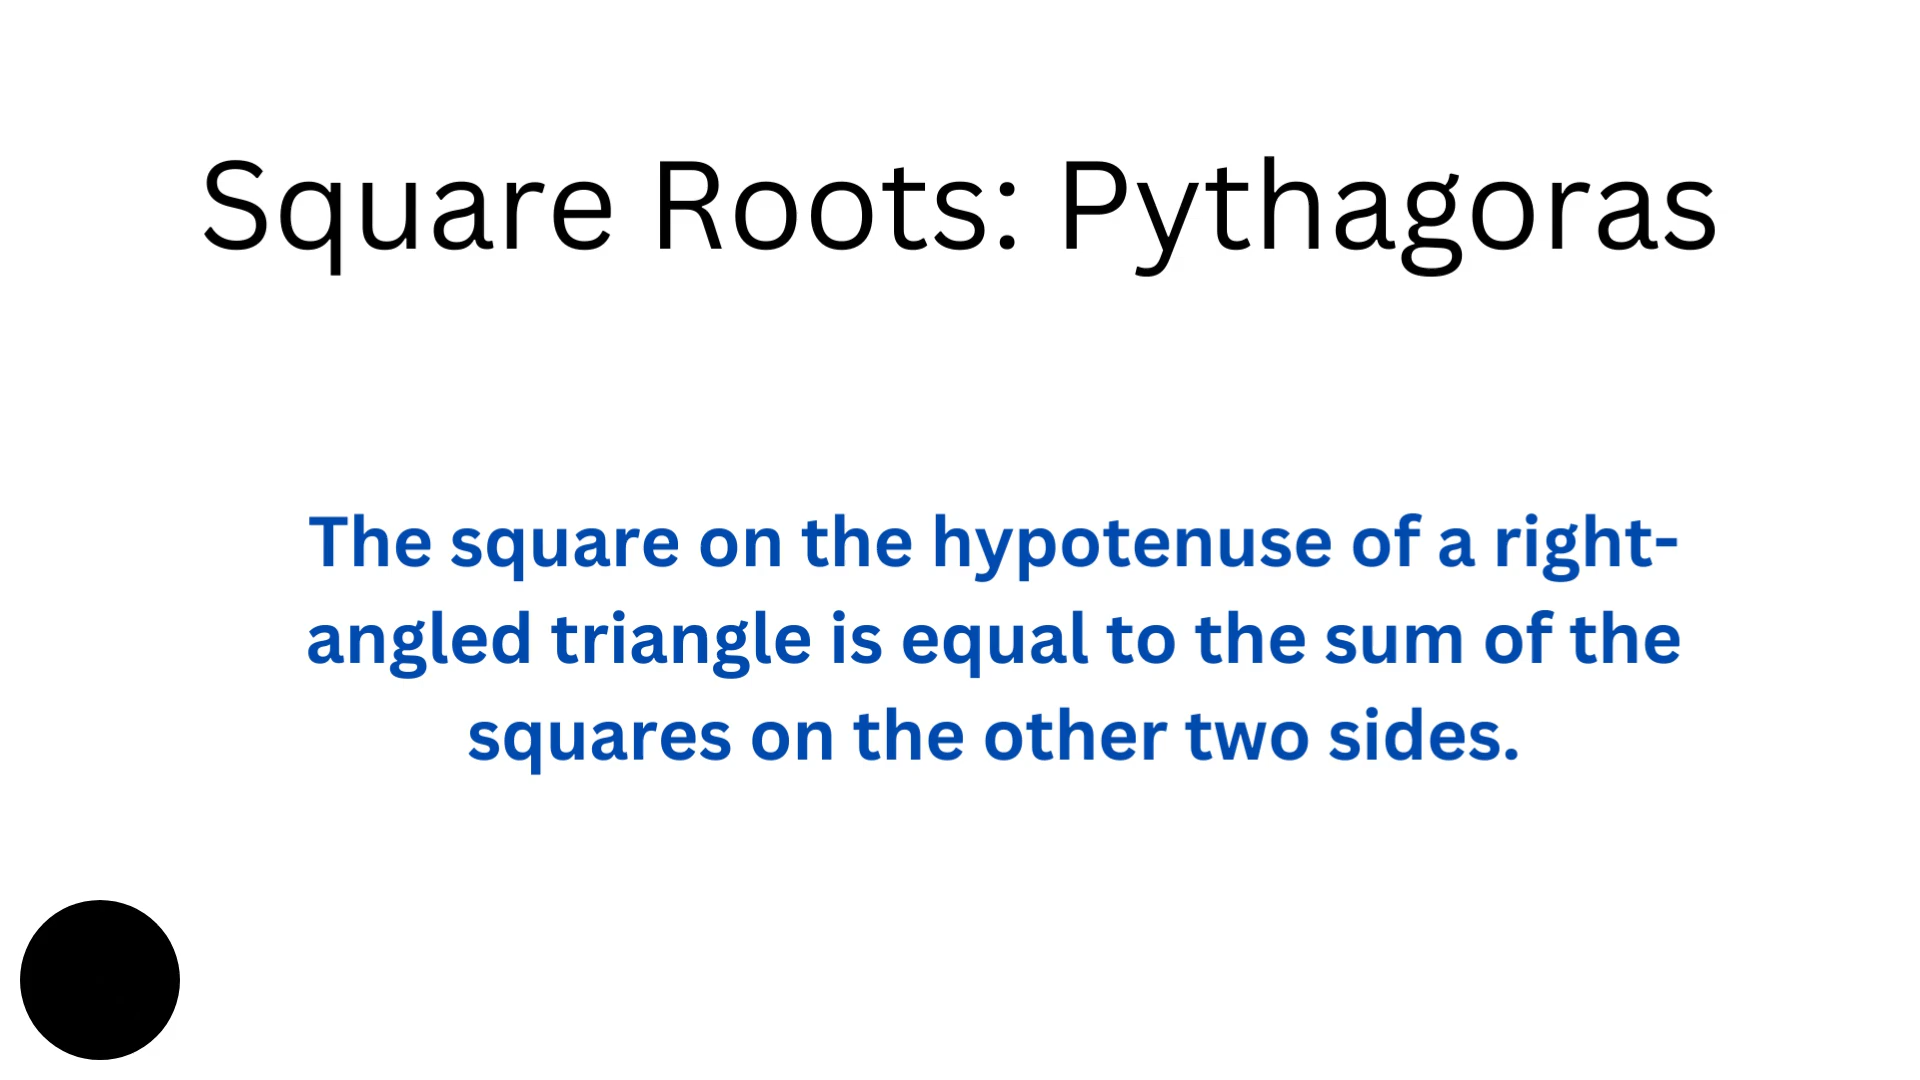 Square Roots: Pythagoras
The square on the hypotenuse of a right-
angled triangle is equal to the sum of the
squares on the other two sides.